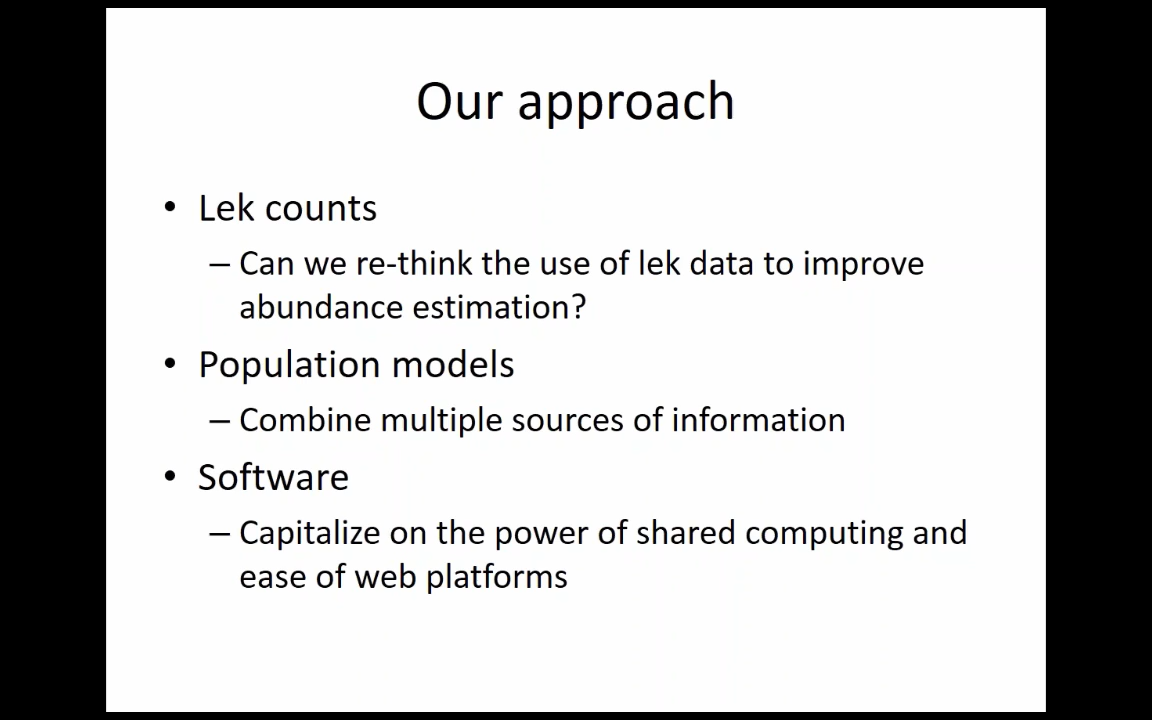 Our approach
• Lek counts
– Can we re-think the use of lek data to improve
abundance estimation?
• Population models
– Combine multiple sources of information
• Software
– Capitalize on the power of shared computing and
ease of web platforms